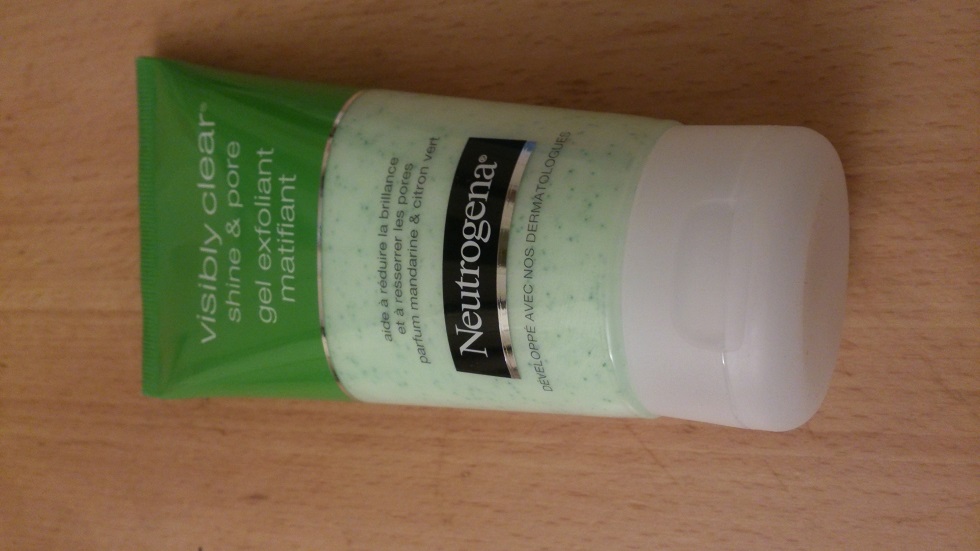 visibly clear®
shine & pore
gel exfoliant
matifiant
aide à réduire la brillance
et à resserrer les pores
parfum mandarine & citron vert
Neutrogena®
DÉVELOPPÉ AVEC NOS DERMATOLOGUES